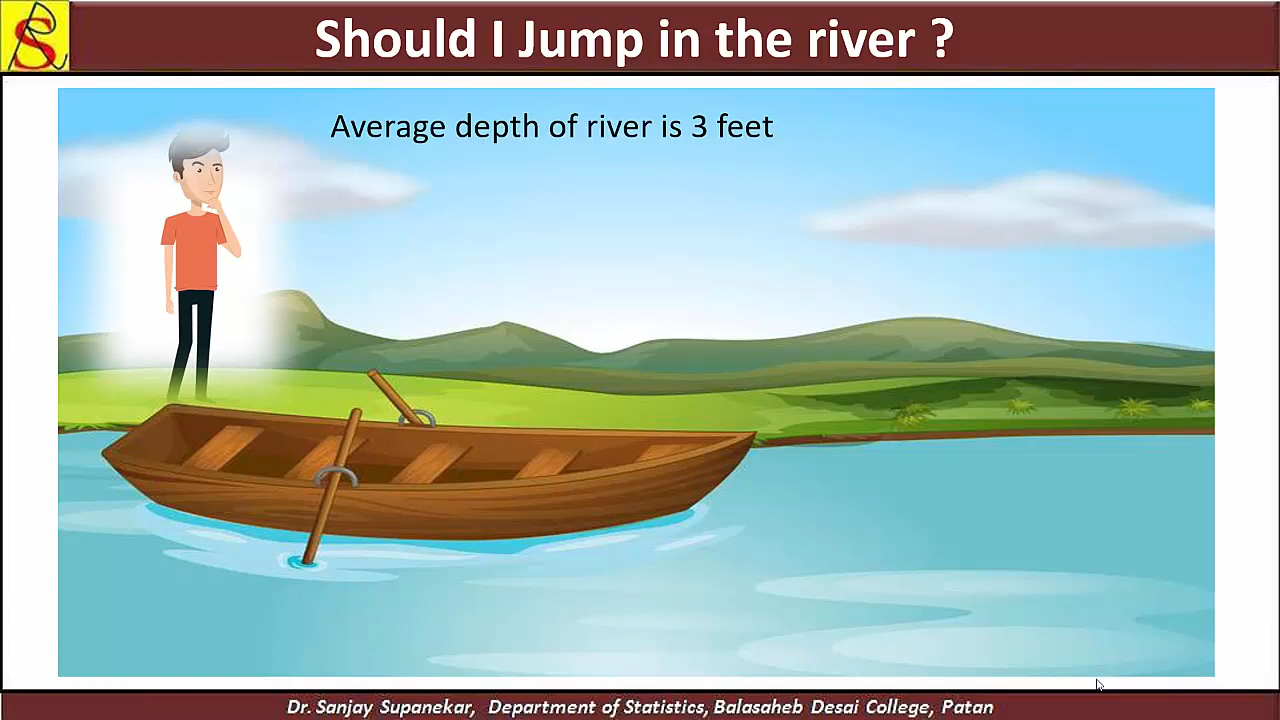 Should I Jump in the river ?
Average depth of river is 3 feet
Dr. Sanjay Supanekar, Department of Statistics, Balasaheb Desai College, Patan